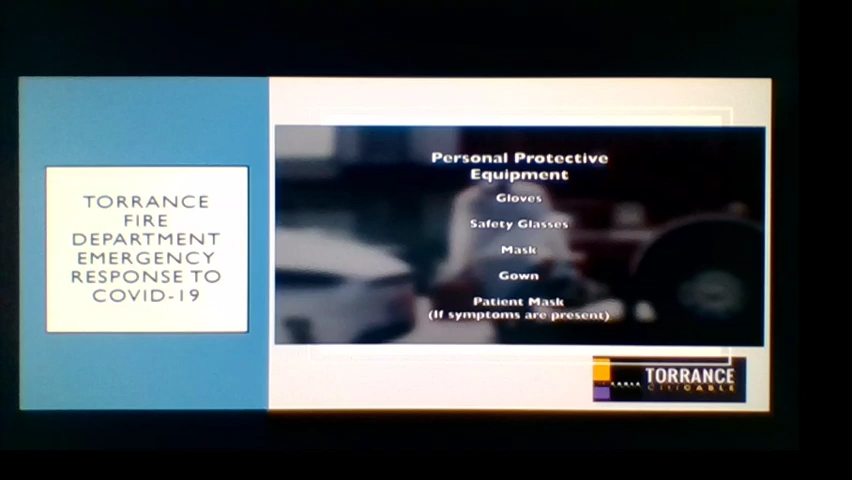 TORRANCE
FIRE
DEPARTMENT
EMERGENCY
RESPONSE TO
COVID-19
Personal Protective
Equipment
Gloves
Safety Glasses
Mask
Gown
Patient Mask
(If symptoms are present)
TORRANCE
CITICABLE